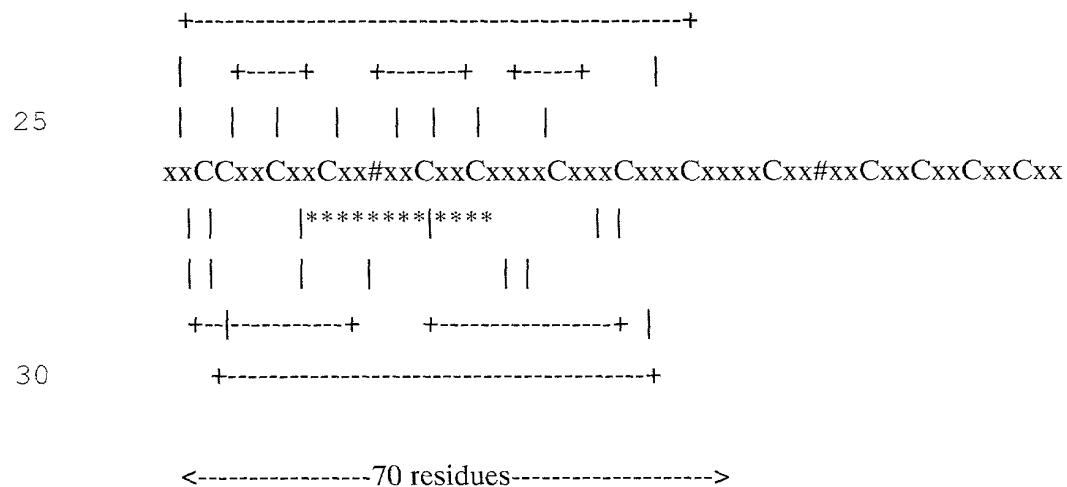 +-----------------------------------------------+
| +-----+ +-------+ +-----+ |
25 | | | | | | | |
xxCCxxCxxCxx#xxCxxCxxxxCxxxCxxxCxxxxCxx#xxCxxCxxCxxCxx
| | |********|**** | |
| | | | | |
+--|-----------+ +-----------------+ |
30 +----------------------------------------+
<-----------------70 residues-------------------->